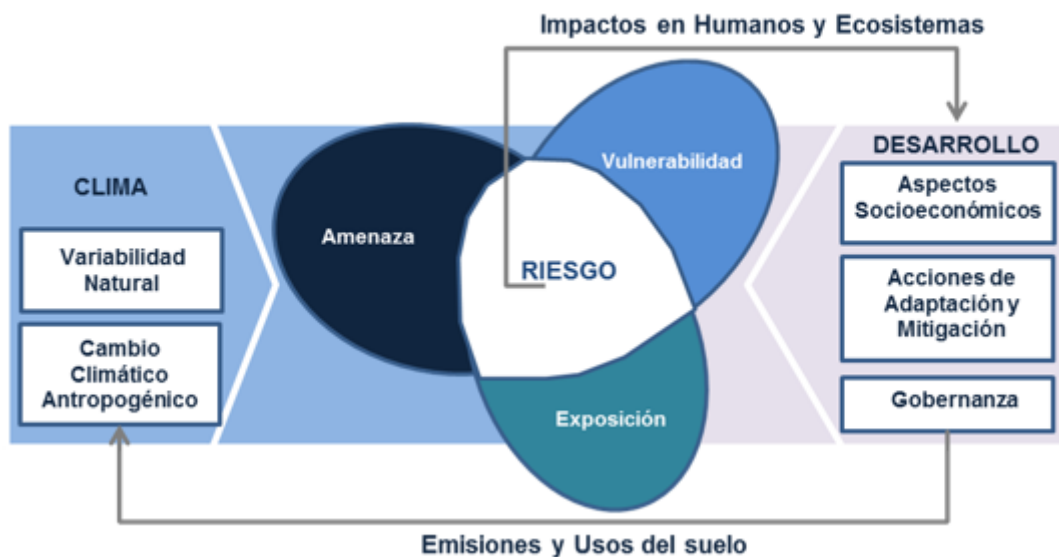 Impactos en Humanos y Ecosistemas
CLIMA
Variabilidad
Natural
Cambio
Climático
Antropogénico
Amenaza
Vulnerabilidad
RIESGO
Exposición
DESARROLLO
Aspectos
Socioeconómicos
Acciones de
Adaptación y
Mitigación
Gobernanza
Emisiones y Usos del suelo